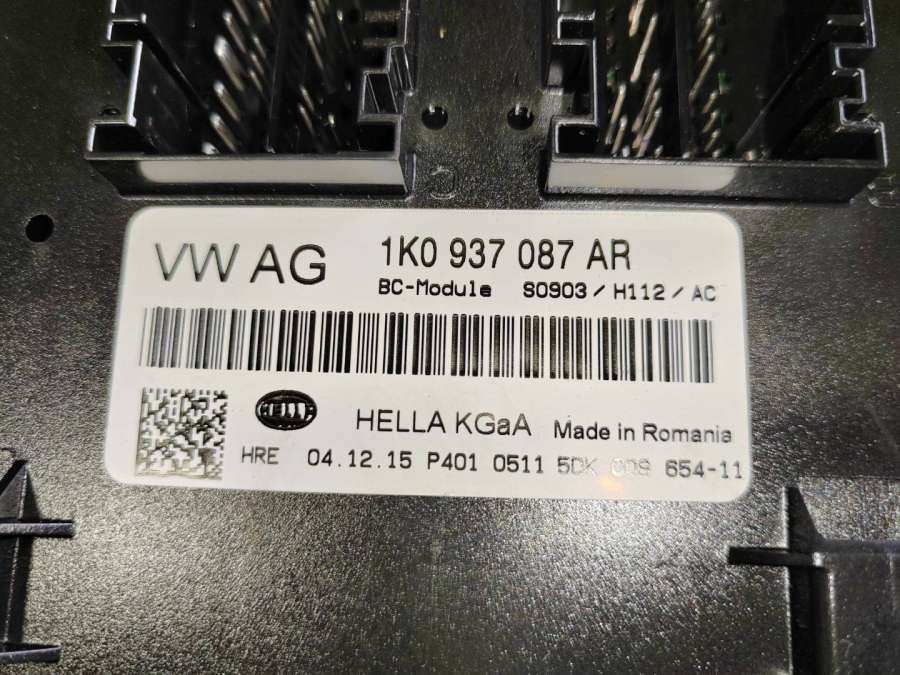 C
B
VW AG
1K0 937 087 AR
BC-Module S0903 / H112 / AC
HELLA
HELLA KGaA Made in Romania
HRE 04.12.15 P401 0511 5DK 009 654-11